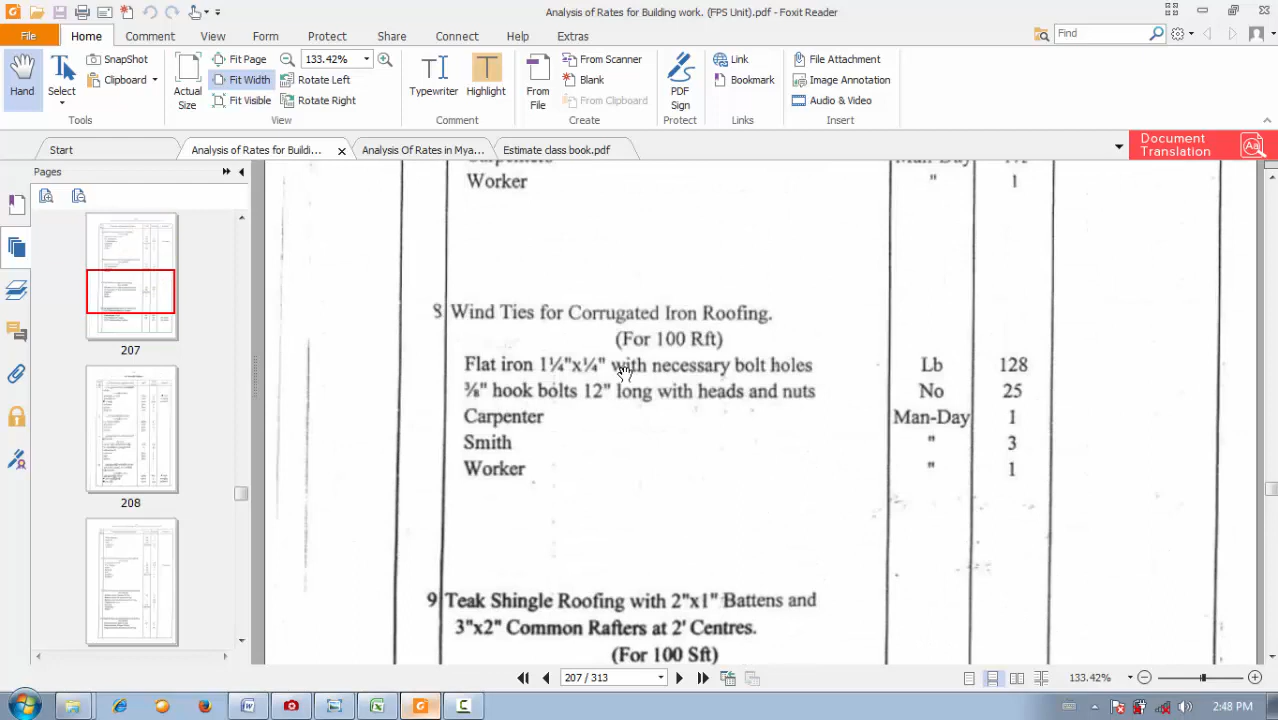 Analysis of Rates for Building work. (FPS Unit).pdf - Foxit Reader
File Home Comment View Form Protect Share Connect Help Extras Find
Hand
Select
SnapShot
Clipboard
Actual
Size
Fit Page
Fit Width
Fit Visible
133.42%
Rotate Left
Rotate Right
Typewriter
Highlight
From
File
From Scanner
Blank
From Clipboard
PDF
Sign
Link
Bookmark
File Attachment
Image Annotation
Audio & Video
Tools View Comment Create Protect Links Insert
Start Analysis of Rates for Buildi... Analysis Of Rates in Mya... Estimate class book.pdf
Document
Translation
Pages
207
208
Worker " 1
8 Wind Ties for Corrugated Iron Roofing.
(For 100 Rft)
Flat iron 1¼"x¼" with necessary bolt holes Lb 128
⅜" hook bolts 12" long with heads and nuts No 25
Carpenter Man-Day 1
Smith " 3
Worker " 1
9 Teak Shingle Roofing with 2"x1" Battens and
3"x2" Common Rafters at 2' Centres.
(For 100 Sft)
207 / 313
133.42%
2:48 PM